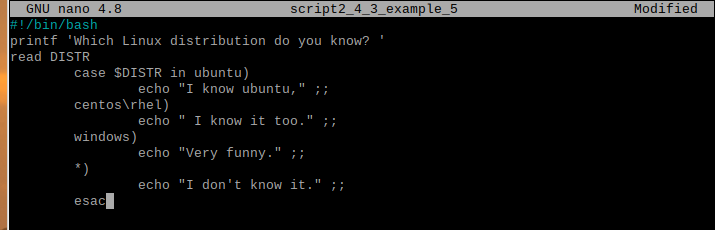 GNU nano 4.8 script2_4_3_example_5 Modified
#!/bin/bash
printf 'Which Linux distribution do you know? '
read DISTR
        case $DISTR in ubuntu)
                echo "I know ubuntu," ;;
        centos\rhel)
                echo " I know it too." ;;
        windows)
                echo "Very funny." ;;
        *)
                echo "I don't know it." ;;
        esac